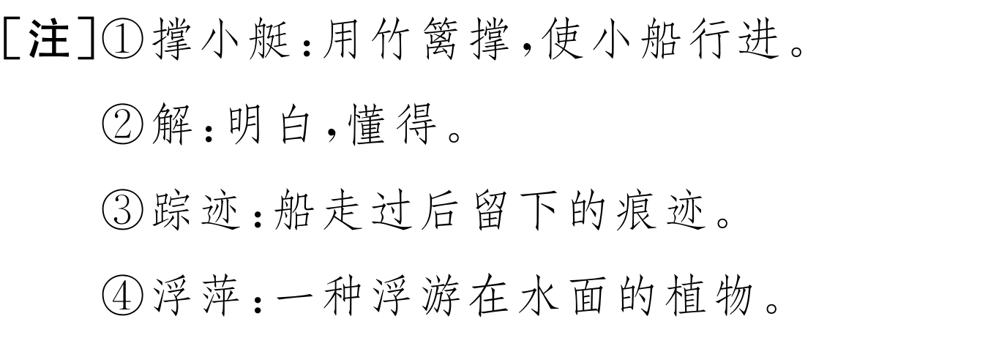 [注]①撑小艇:用竹篱撑,使小船行进。
②解:明白,懂得。
③踪迹:船走过后留下的痕迹。
④浮萍:一种浮游在水面的植物。